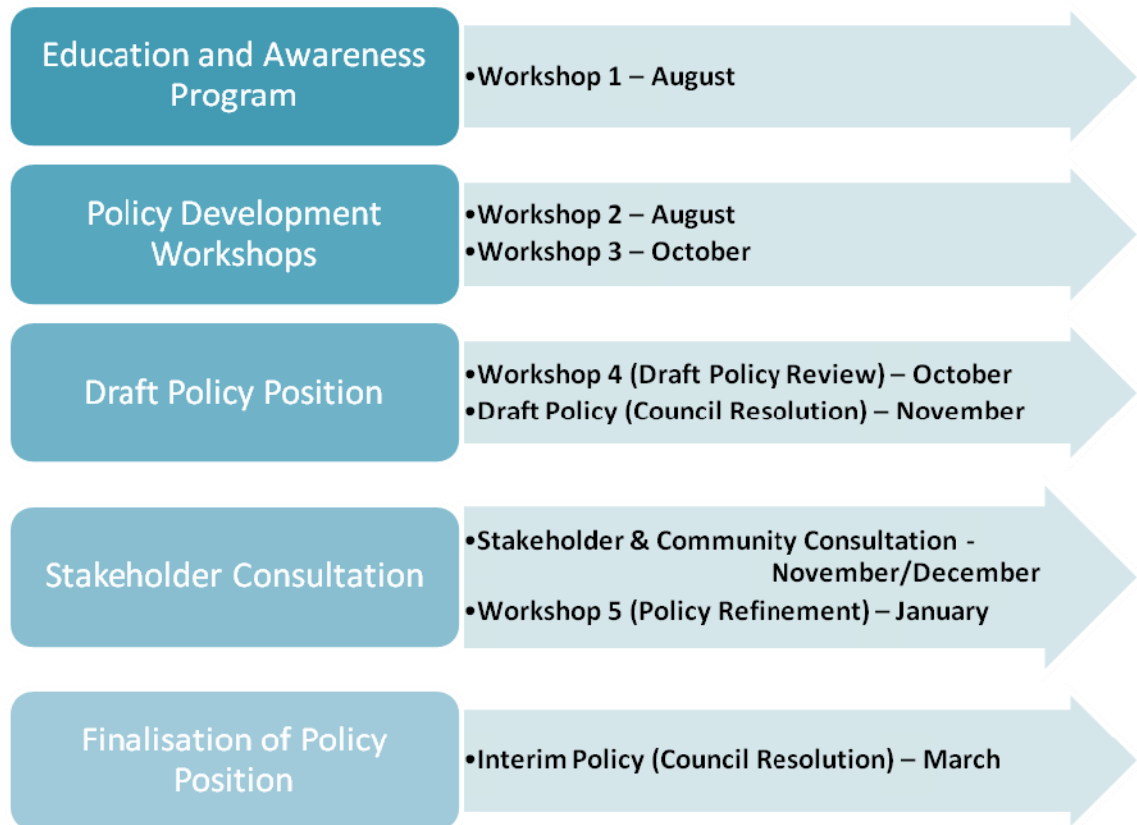 Education and Awareness
Program
•Workshop 1 – August
Policy Development
Workshops
•Workshop 2 – August
•Workshop 3 – October
Draft Policy Position
•Workshop 4 (Draft Policy Review) – October
•Draft Policy (Council Resolution) – November
Stakeholder Consultation
•Stakeholder & Community Consultation -
November/December
•Workshop 5 (Policy Refinement) – January
Finalisation of Policy
Position
•Interim Policy (Council Resolution) – March